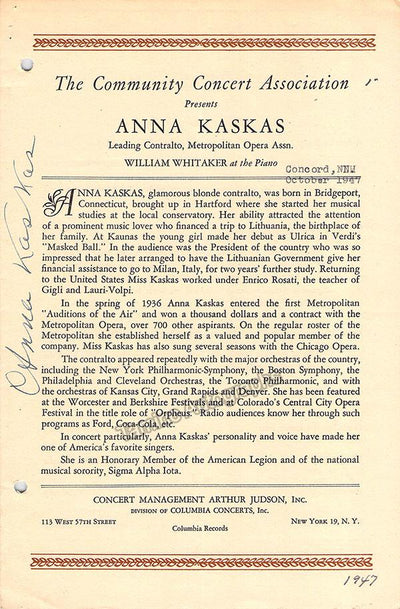 The Community Concert Association
Presents
ANNA KASKAS
Leading Contralto, Metropolitan Opera Assn.
WILLIAM WHITAKER at the Piano
Concord, NNH
October 1947
ANNA KASKAS, glamorous blonde contralto, was born in Bridgeport,
Connecticut, brought up in Hartford where she started her musical
studies at the local conservatory. Her ability attracted the attention
of a prominent music lover who financed a trip to Lithuania, the birthplace of
her family. At Kaunas the young girl made her debut as Ulrica in Verdi's
"Masked Ball." In the audience was the President of the country who was so
impressed that he later arranged to have the Lithuanian Government give her
financial assistance to go to Milan, Italy, for two years' further study. Returning
to the United States Miss Kaskas worked under Enrico Rosati, the teacher of
Gigli and Lauri-Volpi.
In the spring of 1936 Anna Kaskas entered the first Metropolitan
"Auditions of the Air" and won a thousand dollars and a contract with the
Metropolitan Opera, over 700 other aspirants. On the regular roster of the
Metropolitan she established herself as a valued and popular member of the
company. Miss Kaskas has also sung several seasons with the Chicago Opera.
The contralto appeared repeatedly with the major orchestras of the country,
including the New York Philharmonic-Symphony, the Boston Symphony, the
Philadelphia and Cleveland Orchestras, the Toronto Philharmonic, and with
the orchestras of Kansas City, Grand Rapids and Denver. She has been featured
at the Worcester and Berkshire Festivals and at Colorado's Central City Opera
Festival in the title role of "Orpheus." Radio audiences know her through such
programs as Ford, Coca-Cola,
In concert particularly, Anna Kaskas' personality and voice have made her
one of America's favorite singers.
She is an Honorary Member of the American Legion and of the national
musical sorority, Sigma Alpha Iota.
CONCERT MANAGEMENT ARTHUR JUDSON, Inc.
DIVISION OF COLUMBIA CONCERTS, Inc.
113 WEST 57TH STREET NEW YORK 19, N. Y.
Columbia Records
1947
Anna Kaskas